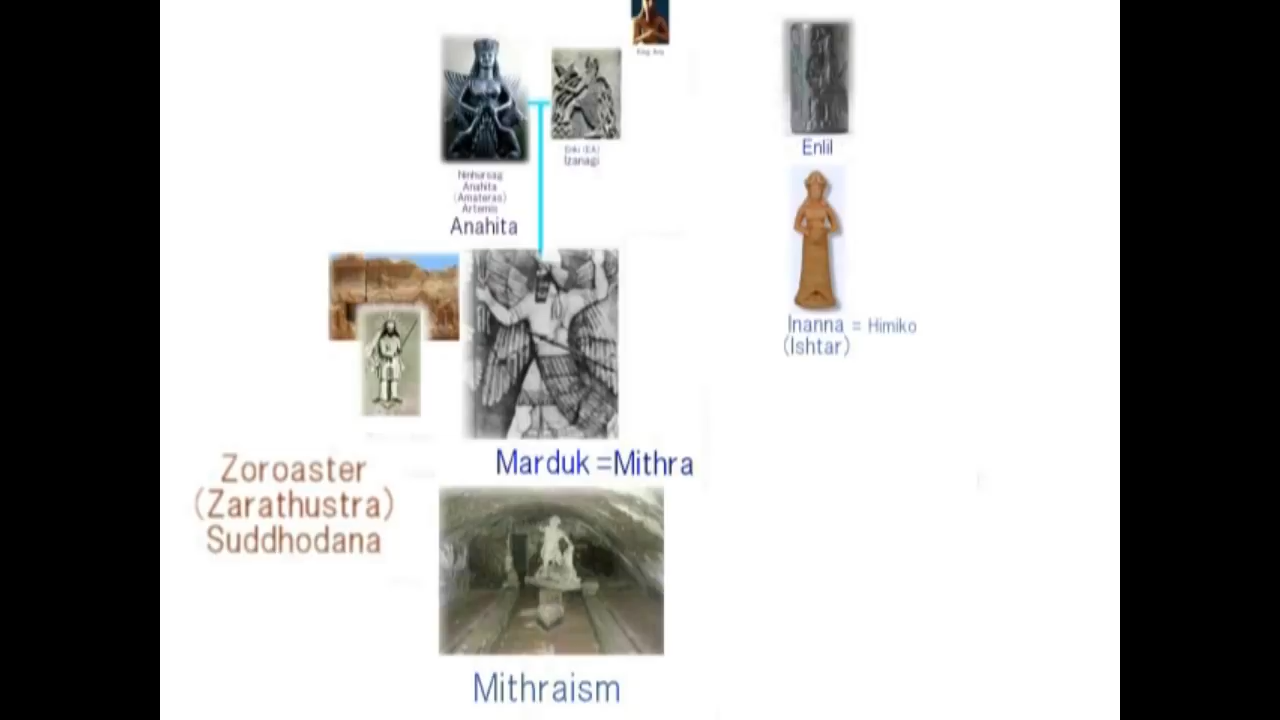 Enlil
Enki (EA)
Izanagi
Ninhursag
Anahita
(Amateras)
Artemis
Anahita
Inanna = Himiko
(Ishtar)
Marduk =Mithra
Zoroaster
(Zarathustra)
Suddhodana
Mithraism